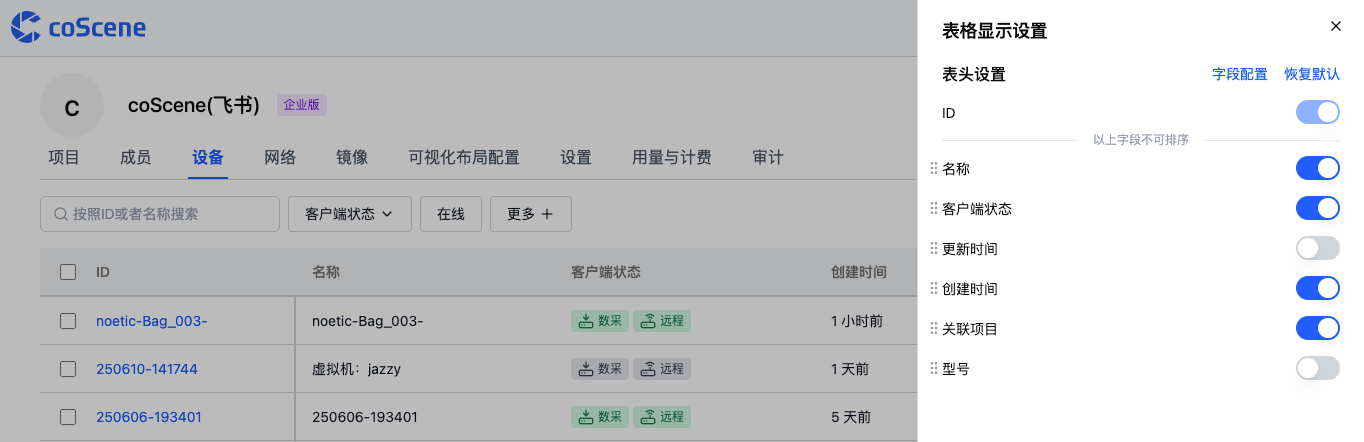 coScene
表格显示设置
表头设置 字段配置 恢复默认
ID
以上字段不可排序
名称
客户端状态
更新时间
创建时间
关联项目
型号
C coScene(飞书) 企业版
项目 成员 设备 网络 镜像 可视化布局配置 设置 用量与计费 审计
按照ID或者名称搜索 客户端状态 在线 更多
ID 名称 客户端状态 创建时间
noetic-Bag_003- noetic-Bag_003- 数采 远程 1 小时前
250610-141744 虚拟机：jazzy 数采 远程 1 天前
250606-193401 250606-193401 数采 远程 5 天前